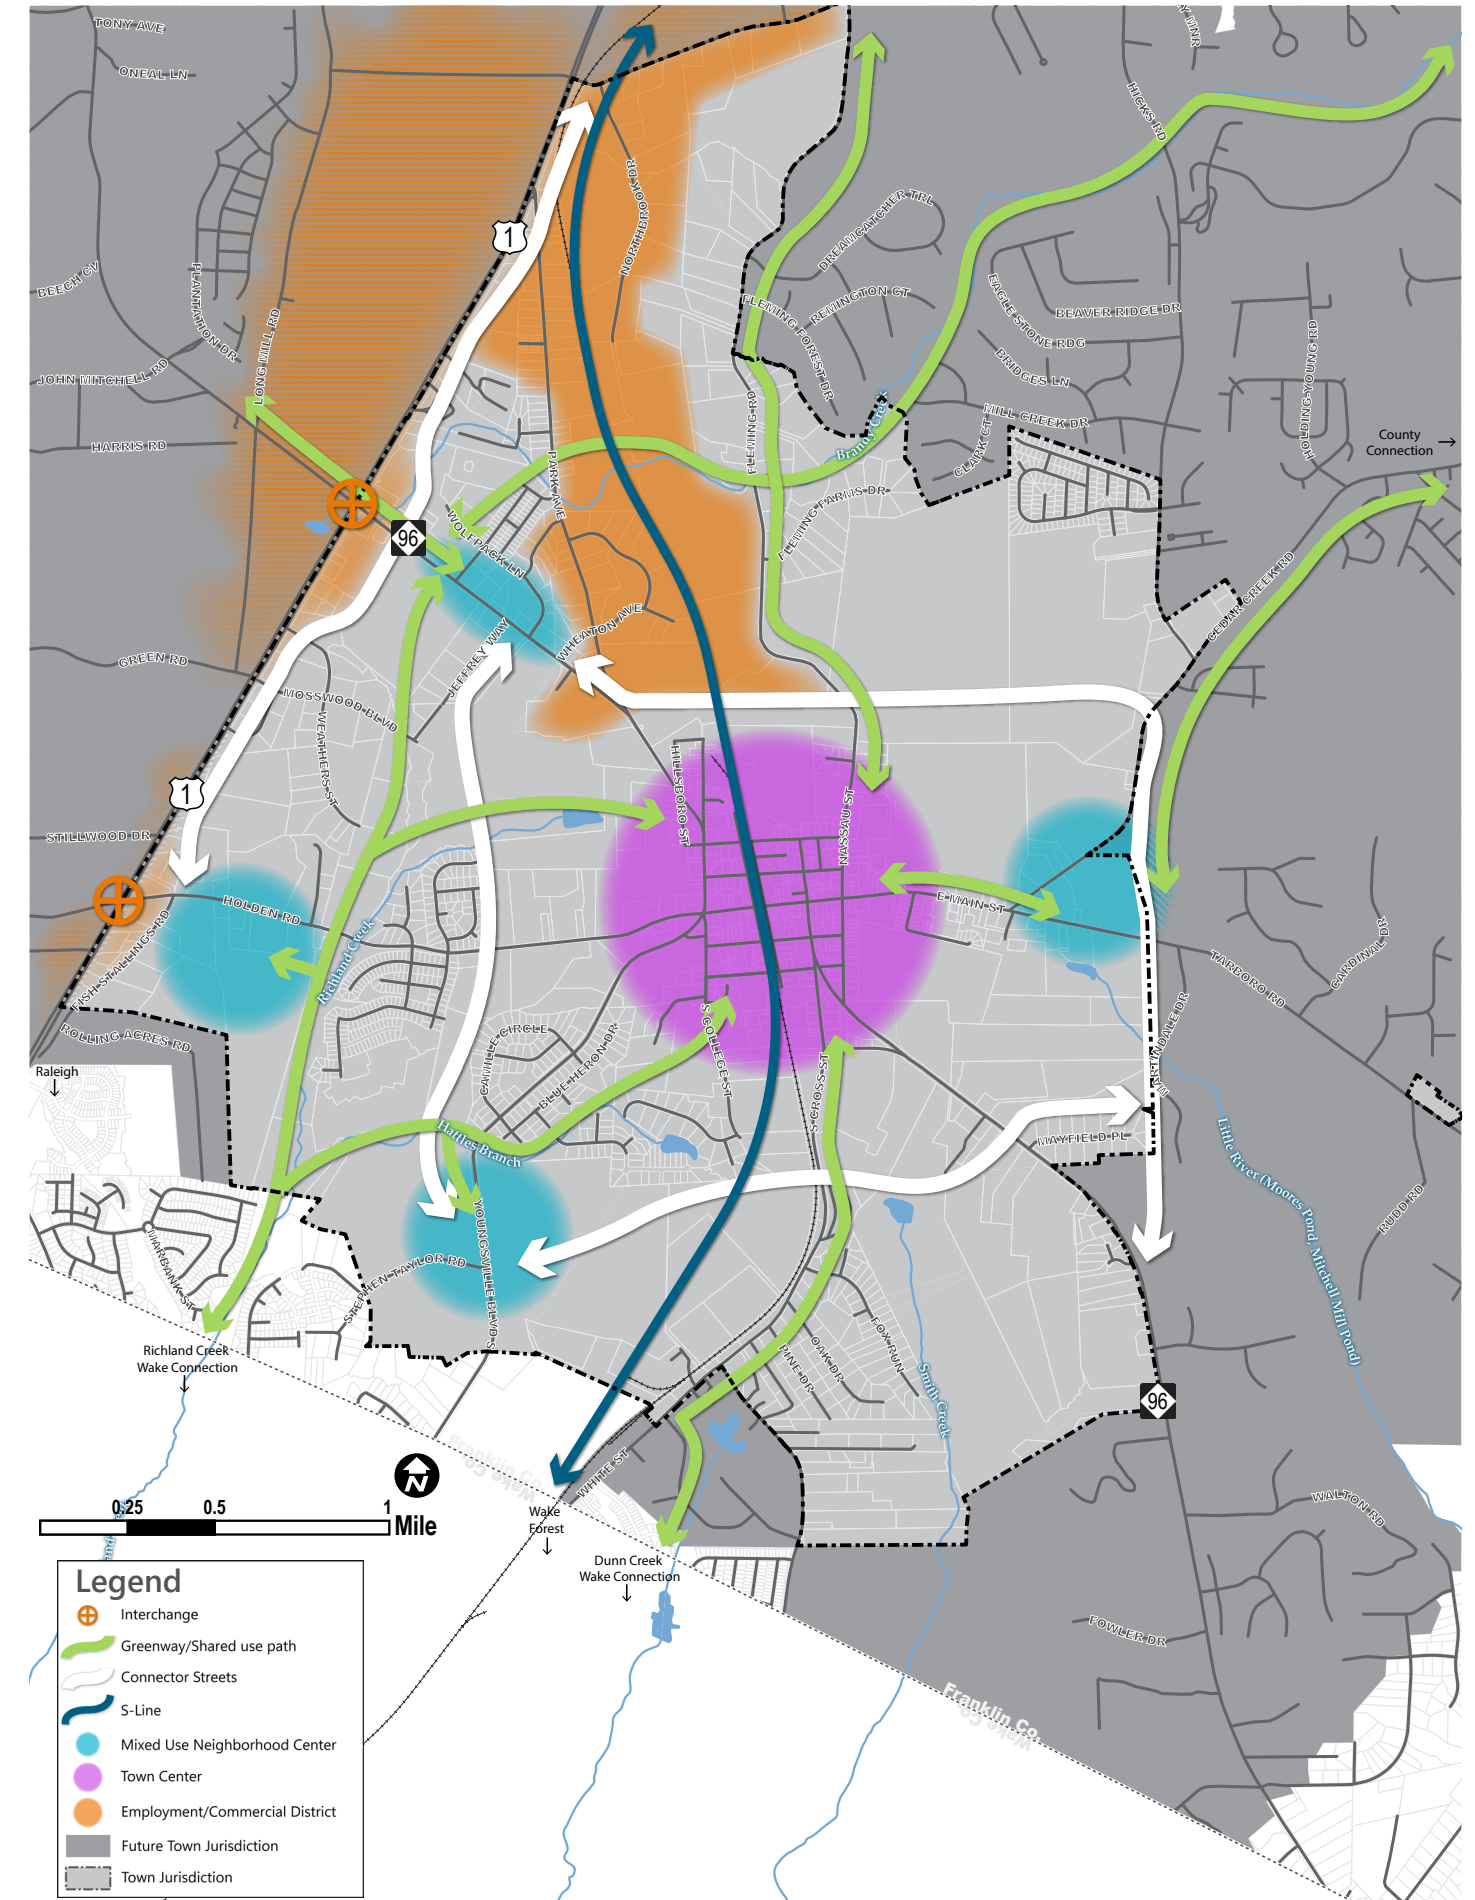 TONY AVE
ONEAL LN
HICKS RD
NORTHBROOK DR
DREAMCATCHER TRL
1
BEECH CV
PLANTATION DR
LONG MILL RD
FLEMING FOREST DR
REMINGTON CT
EAGLE STONE RDG
BEAVER RIDGE DR
BRIDGES LN
HOLDING-YOUNG RD
JOHN MITCHELL RD
HARRIS RD
FLEMING RD
Brandy Creek
MILL CREEK DR
CLARK CT
County
Connection
PARK AVE
96
WOLFPACK LN
FLEMING FARMS DR
CEDAR CREEK RD
WHEATON AVE
JEFFREY WAY
GREEN RD
MOSSWOOD BLVD
WEATHERS ST
HILLSBORO ST
NASSAU ST
1
STILLWOOD DR
HOLDEN RD
E MAIN ST
FISH STALLINGS RD
Richland Creek
TARBORO RD
CARDINAL DR
ROLLING ACRES RD
CAMILLE CIRCLE
BLUE HERON DR
S COLLEGE ST
S CROSS ST
MARTINDALE DR
Raleigh
Hattles Branch
MAYFIELD PL
Little River (Moores Pond, Mitchell Mill Pond)
RUDD RD
CLIARBANK ST
STEPHEN TAYLOR RD
YOUNGSVILLE BLVD S
FOX RUN
OAK DR
PINE DR
Smith Creek
Richland Creek
Wake Connection
96
Franklin Co.
Wake Co.
WHITE ST
N
Wake
Forest
WALTON RD
0.25 0.5 1
Mile
Dunn Creek
Wake Connection
FOWLER DR
Franklin Co.
Wake Co.
Legend
Interchange
Greenway/Shared use path
Connector Streets
S-Line
Mixed Use Neighborhood Center
Town Center
Employment/Commercial District
Future Town Jurisdiction
Town Jurisdiction